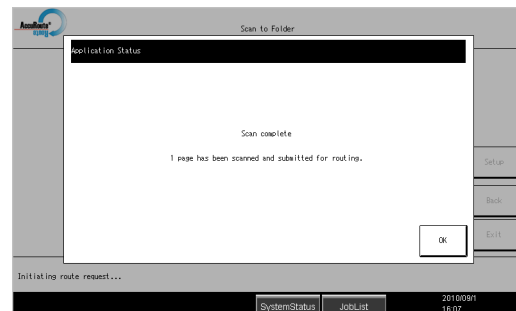 AccuRoute®
Scan to Folder
Application Status
Scan complete
1 page has been scanned and submitted for routing.
Setup
Back
OK
Exit
Initiating route request...
SystemStatus
JobList
2010/09/1
16:07